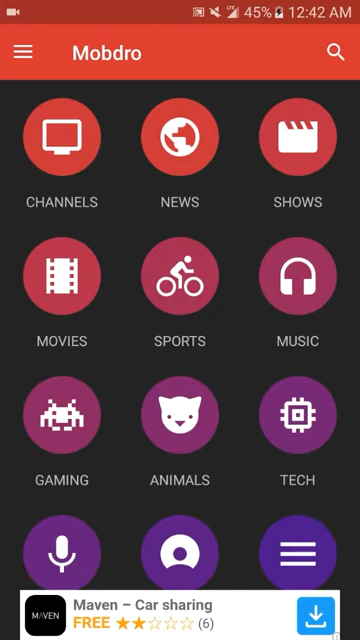 LTE 45% 12:42 AM
Mobdro
CHANNELS NEWS SHOWS
MOVIES SPORTS MUSIC
GAMING ANIMALS TECH
MAVEN Maven – Car sharing
FREE (6)